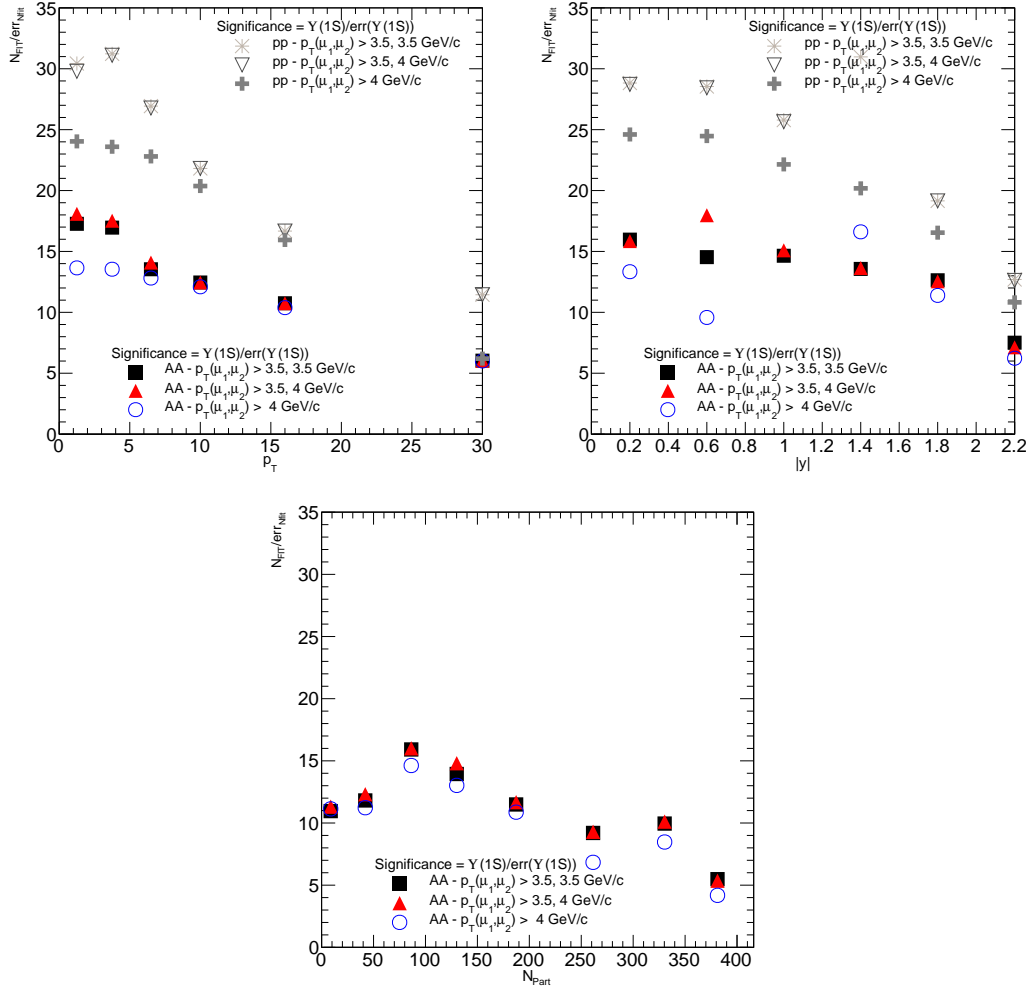 N_FIT/err_Nfit
35
30
25
20
15
10
5
0
Significance = ϒ(1S)/err(ϒ(1S))
pp - p_T(μ_1,μ_2) > 3.5, 3.5 GeV/c
pp - p_T(μ_1,μ_2) > 3.5, 4 GeV/c
pp - p_T(μ_1,μ_2) > 4 GeV/c
Significance = ϒ(1S)/err(ϒ(1S))
AA - p_T(μ_1,μ_2) > 3.5, 3.5 GeV/c
AA - p_T(μ_1,μ_2) > 3.5, 4 GeV/c
AA - p_T(μ_1,μ_2) > 4 GeV/c
0 5 10 15 20 25 30
p_T
N_FIT/err_Nfit
35
30
25
20
15
10
5
0
Significance = ϒ(1S)/err(ϒ(1S))
pp - p_T(μ_1,μ_2) > 3.5, 3.5 GeV/c
pp - p_T(μ_1,μ_2) > 3.5, 4 GeV/c
pp - p_T(μ_1,μ_2) > 4 GeV/c
Significance = ϒ(1S)/err(ϒ(1S))
AA - p_T(μ_1,μ_2) > 3.5, 3.5 GeV/c
AA - p_T(μ_1,μ_2) > 3.5, 4 GeV/c
AA - p_T(μ_1,μ_2) > 4 GeV/c
0 0.2 0.4 0.6 0.8 1 1.2 1.4 1.6 1.8 2 2.2
|y|
N_FIT/err_Nfit
35
30
25
20
15
10
5
0
Significance = ϒ(1S)/err(ϒ(1S))
AA - p_T(μ_1,μ_2) > 3.5, 3.5 GeV/c
AA - p_T(μ_1,μ_2) > 3.5, 4 GeV/c
AA - p_T(μ_1,μ_2) > 4 GeV/c
0 50 100 150 200 250 300 350 400
N_Part